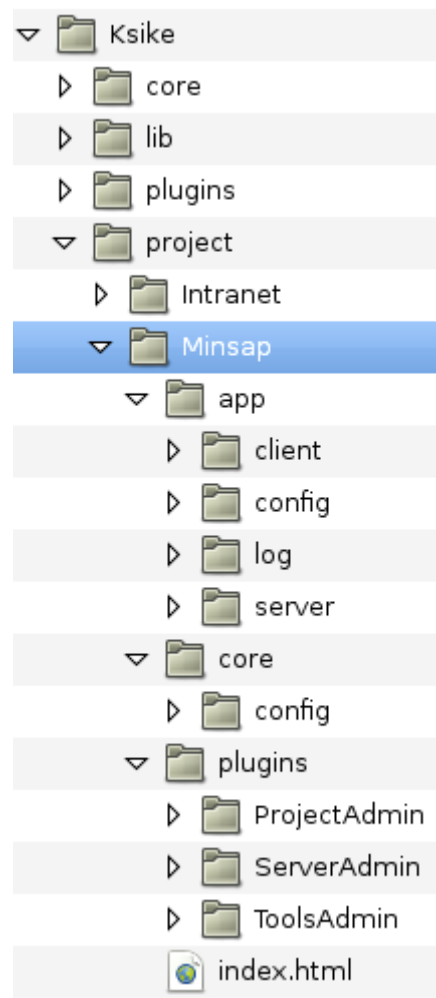 Ksike
core
lib
plugins
project
Intranet
Minsap
app
client
config
log
server
core
config
plugins
ProjectAdmin
ServerAdmin
ToolsAdmin
index.html